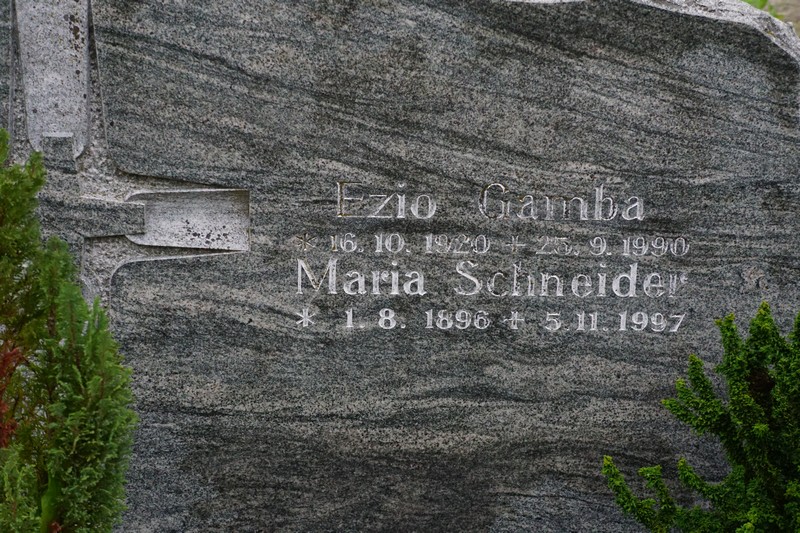 Ezio Gamba
* 16. 10. 1920 + 25. 9. 1990
Maria Schneider
* 1. 8. 1896 + 5. 11. 1997